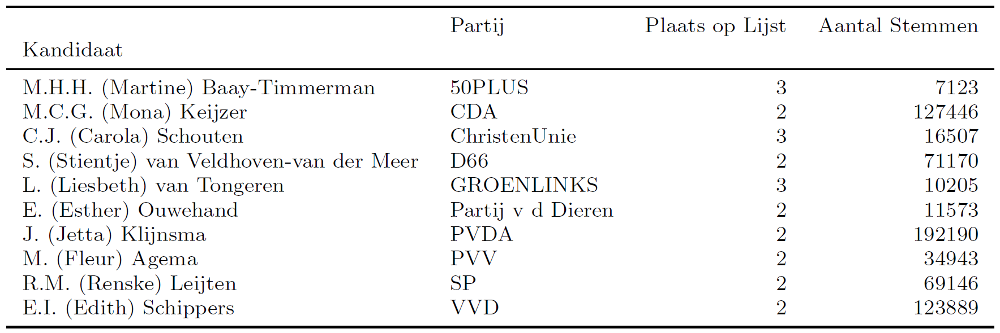 Partij Plaats op Lijst Aantal Stemmen
Kandidaat
M.H.H. (Martine) Baay-Timmerman 50PLUS 3 7123
M.C.G. (Mona) Keijzer CDA 2 127446
C.J. (Carola) Schouten ChristenUnie 3 16507
S. (Stientje) van Veldhoven-van der Meer D66 2 71170
L. (Liesbeth) van Tongeren GROENLINKS 3 10205
E. (Esther) Ouwehand Partij v d Dieren 2 11573
J. (Jetta) Klijnsma PVDA 2 192190
M. (Fleur) Agema PVV 2 34943
R.M. (Renske) Leijten SP 2 69146
E.I. (Edith) Schippers VVD 2 123889